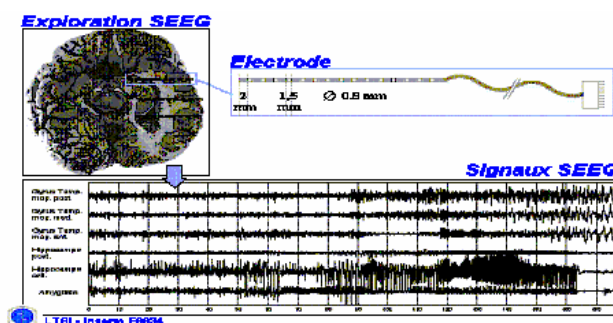 Exploration SEEG
Electrode
2 mm
1.5 mm
Ø 0.8 mm
Signaux SEEG
Gyrus Temp. moy. post.
Gyrus Temp. moy. med.
Gyrus Temp. moy. ant.
Hippocampe post.
Hippocampe ant.
Amygdale
LTSI - Inserm